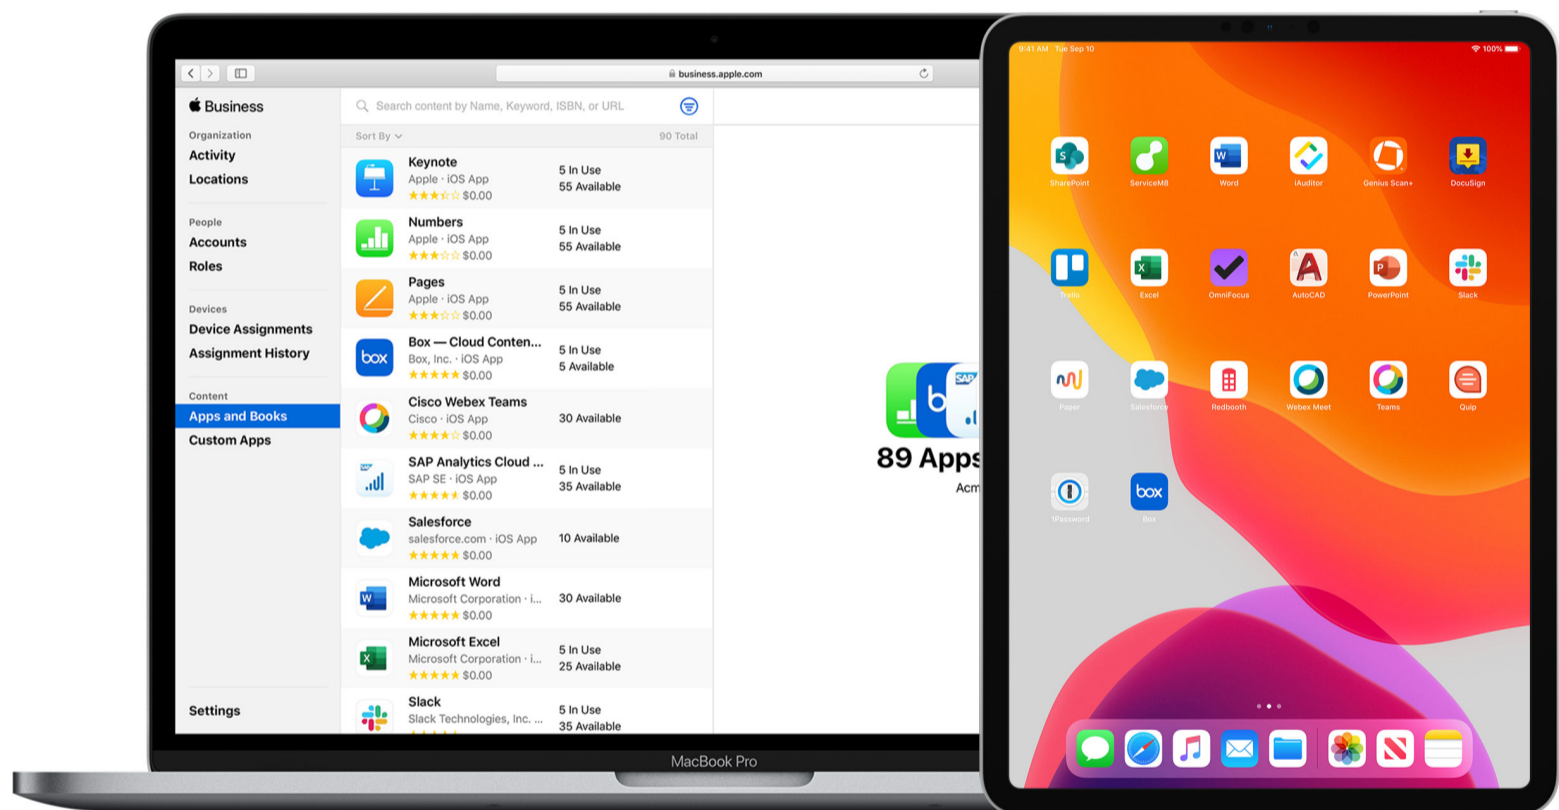 business.apple.com
Business
Organization
Activity
Locations
People
Accounts
Roles
Devices
Device Assignments
Assignment History
Content
Apps and Books
Custom Apps
Settings
Search content by Name, Keyword, ISBN, or URL
Sort By
90 Total
Keynote
Apple · iOS App
$0.00
5 In Use
55 Available
Numbers
Apple · iOS App
$0.00
5 In Use
55 Available
Pages
Apple · iOS App
$0.00
5 In Use
55 Available
box
Box — Cloud Conten...
Box, Inc. · iOS App
$0.00
5 In Use
5 Available
Cisco Webex Teams
Cisco · iOS App
$0.00
30 Available
SAP
SAP Analytics Cloud ...
SAP SE · iOS App
$0.00
5 In Use
35 Available
Salesforce
salesforce.com · iOS App
$0.00
10 Available
W
Microsoft Word
Microsoft Corporation · i...
$0.00
30 Available
X
Microsoft Excel
Microsoft Corporation · i...
$0.00
5 In Use
25 Available
Slack
Slack Technologies, Inc. ...
5 In Use
35 Available
b SAP
89 Apps
Acm
MacBook Pro
9:41 AM Tue Sep 10
100%
S
W
SharePoint
ServiceM8
Word
iAuditor
Genius Scan+
DocuSign
X
A
P
Trello
Excel
OmniFocus
AutoCAD
PowerPoint
Slack
Paper
Salesforce
Redbooth
Webex Meet
Teams
Quip
box
1Password
Box